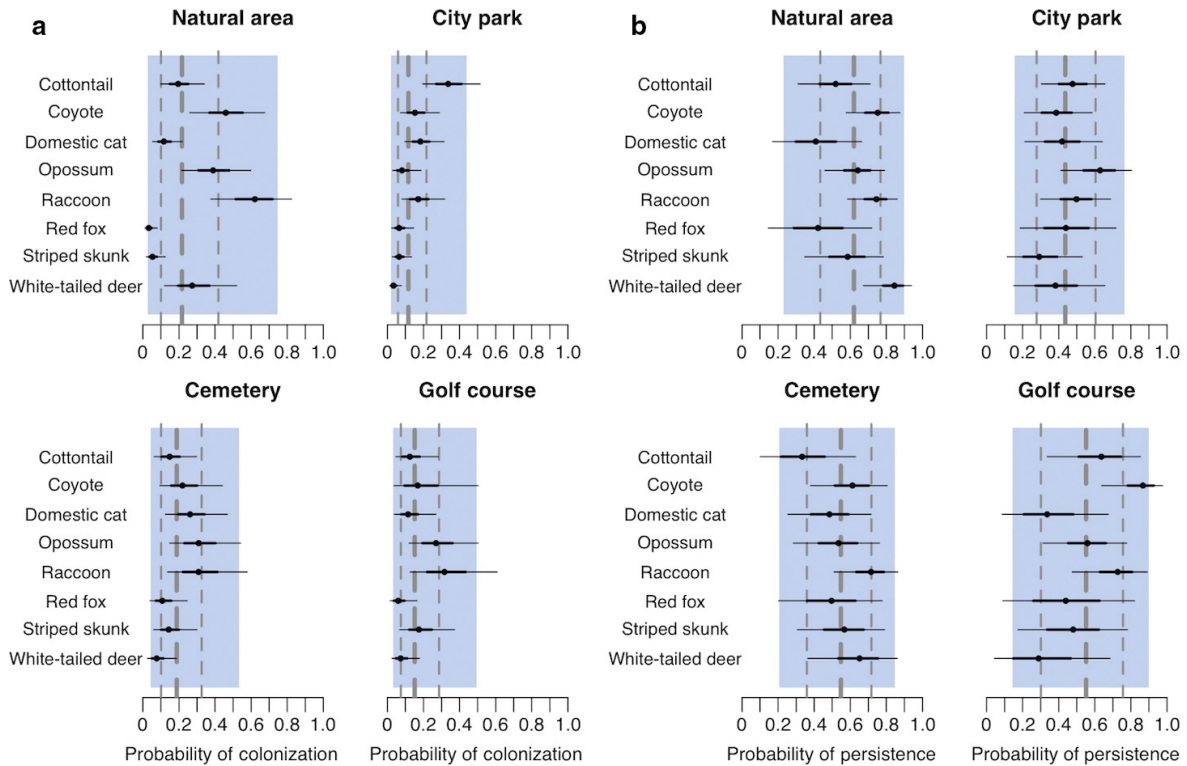 a
b
Natural area
City park
Natural area
City park
Cottontail
Coyote
Domestic cat
Opossum
Raccoon
Red fox
Striped skunk
White-tailed deer
Cottontail
Coyote
Domestic cat
Opossum
Raccoon
Red fox
Striped skunk
White-tailed deer
0 0.2 0.4 0.6 0.8 1.0
0 0.2 0.4 0.6 0.8 1.0
0 0.2 0.4 0.6 0.8 1.0
0 0.2 0.4 0.6 0.8 1.0
Cemetery
Golf course
Cemetery
Golf course
Cottontail
Coyote
Domestic cat
Opossum
Raccoon
Red fox
Striped skunk
White-tailed deer
Cottontail
Coyote
Domestic cat
Opossum
Raccoon
Red fox
Striped skunk
White-tailed deer
0 0.2 0.4 0.6 0.8 1.0
0 0.2 0.4 0.6 0.8 1.0
0 0.2 0.4 0.6 0.8 1.0
0 0.2 0.4 0.6 0.8 1.0
Probability of colonization
Probability of colonization
Probability of persistence
Probability of persistence